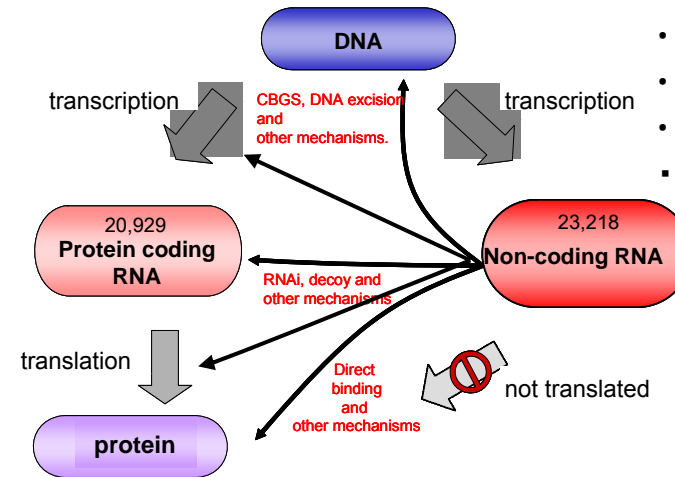 DNA
transcription
CBGS, DNA excision
and
other mechanisms.
transcription
20,929
Protein coding
RNA
23,218
Non-coding RNA
RNAi, decoy and
other mechanisms
translation
Direct
binding
and
other mechanisms
not translated
protein